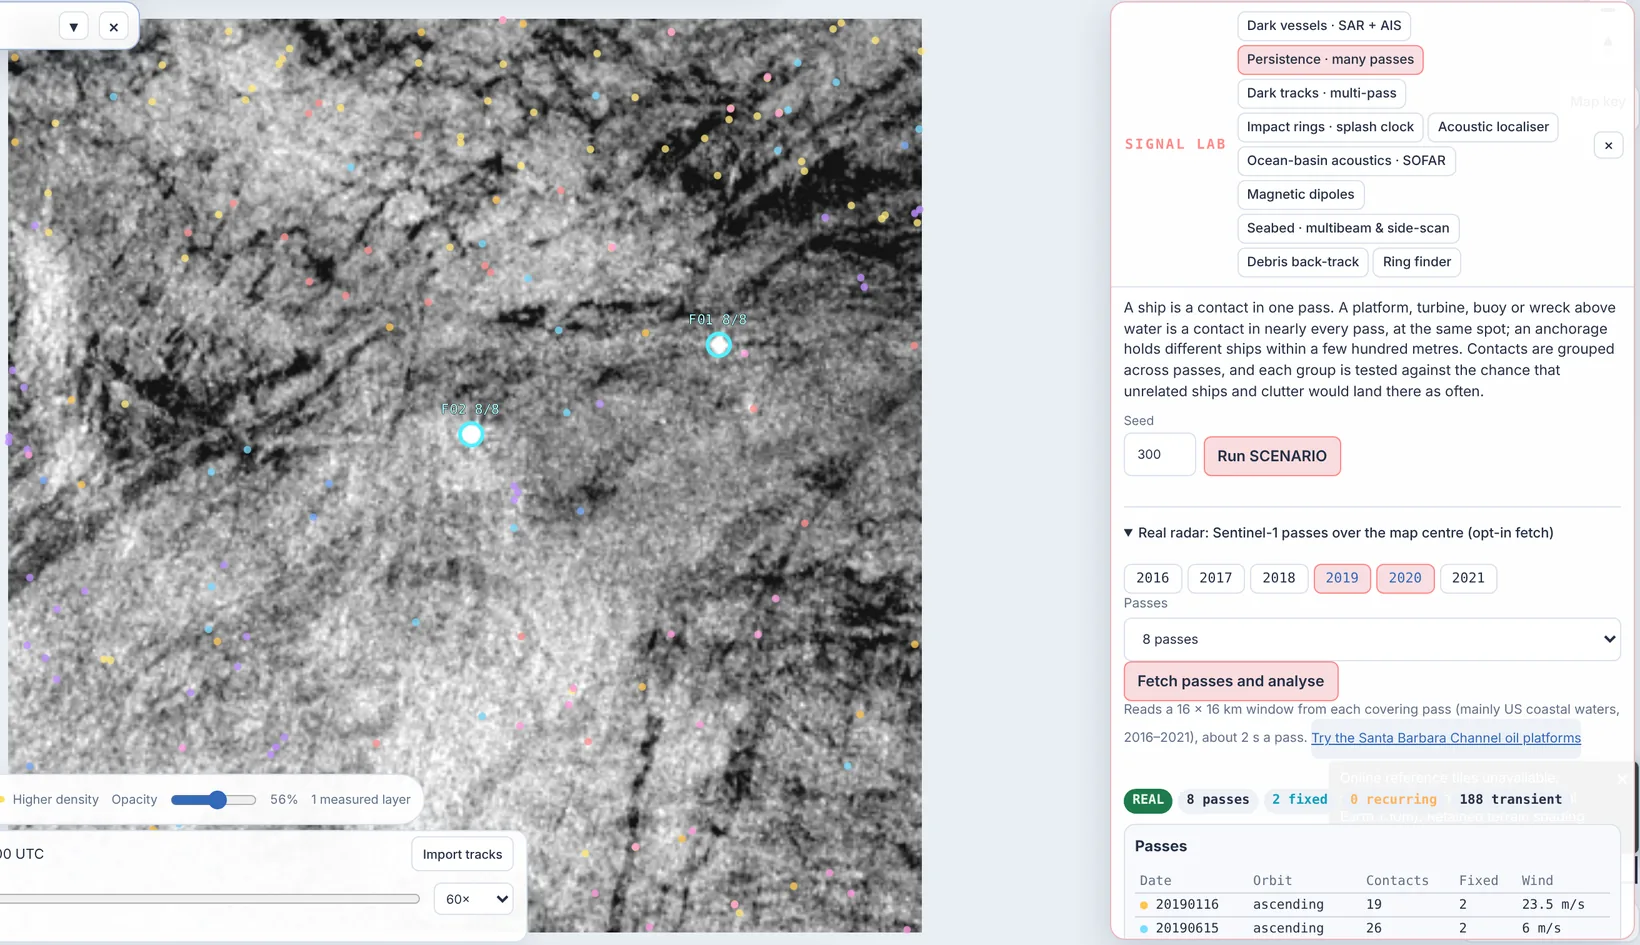 ▼
×
F01 8/8
F02 8/8
Higher density Opacity 56% 1 measured layer
00 UTC
Import tracks
60×
SIGNAL LAB
Dark vessels · SAR + AIS
Persistence · many passes
Dark tracks · multi-pass
Impact rings · splash clock Acoustic localiser
Ocean-basin acoustics · SOFAR
Magnetic dipoles
Seabed · multibeam & side-scan
Debris back-track Ring finder
Map key
×
A ship is a contact in one pass. A platform, turbine, buoy or wreck above
water is a contact in nearly every pass, at the same spot; an anchorage
holds different ships within a few hundred metres. Contacts are grouped
across passes, and each group is tested against the chance that
unrelated ships and clutter would land there as often.
Seed
300 Run SCENARIO
▼ Real radar: Sentinel-1 passes over the map centre (opt-in fetch)
2016 2017 2018 2019 2020 2021
Passes
8 passes
Fetch passes and analyse
Reads a 16 × 16 km window from each covering pass (mainly US coastal waters,
2016–2021), about 2 s a pass. Try the Santa Barbara Channel oil platforms
Online reference tiles unavailable.
REAL 8 passes 2 fixed 0 recurring 188 transient
Passes
Date Orbit Contacts Fixed Wind
20190116 ascending 19 2 23.5 m/s
20190615 ascending 26 2 6 m/s